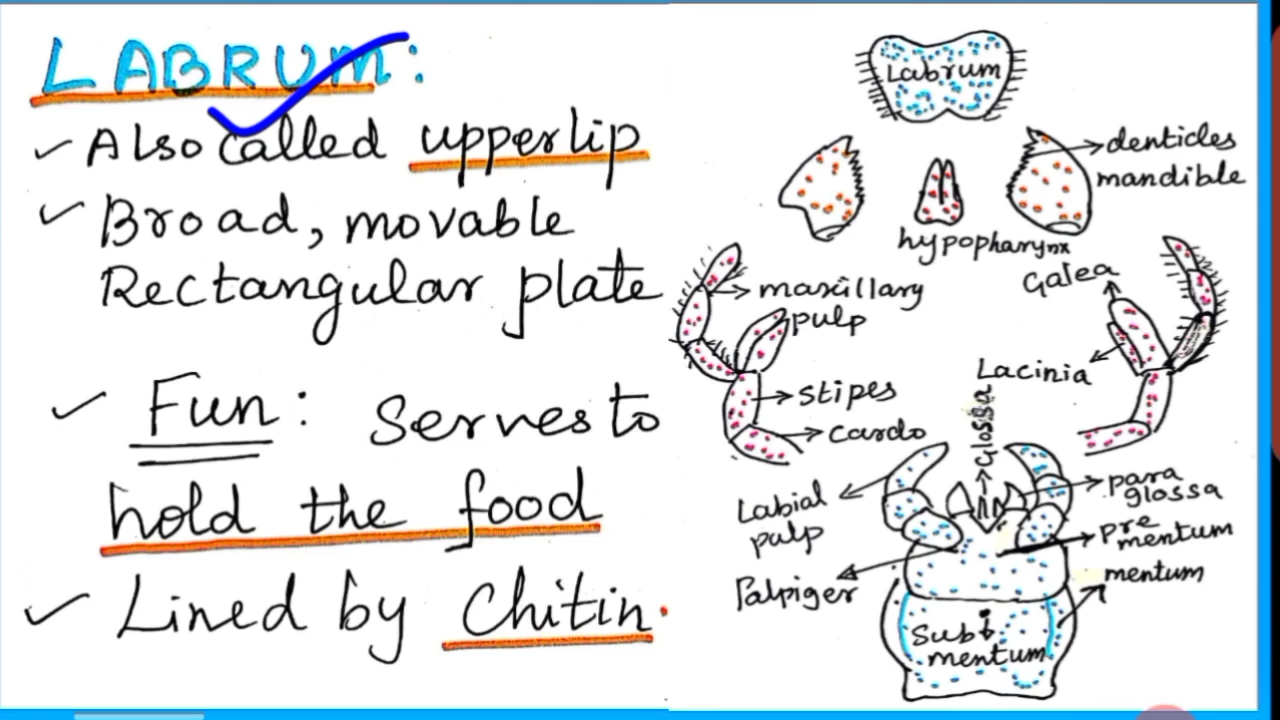 LABRUM:
Also called upperlip
Broad, movable
Rectangular plate
Fun: Serves to
hold the food
Lined by Chitin.
Labrum
denticles
mandible
hypopharynx
maxillary
pulp
Galea
Lacinia
Stipes
Cardo
Glossa
Labial
pulp
para
glossa
Pre
mentum
mentum
Palpiger
Sub
mentum